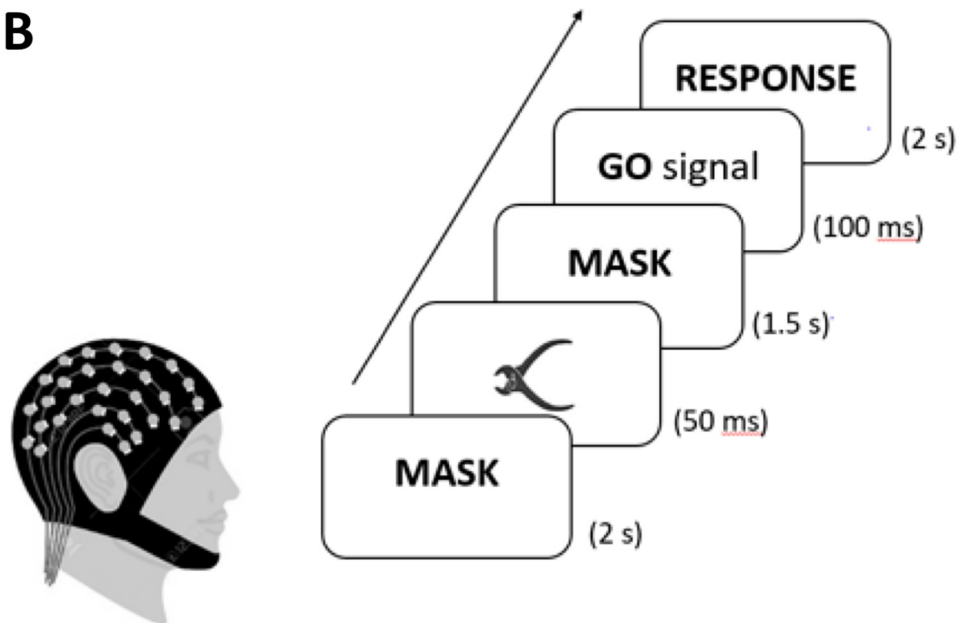 B
RESPONSE
(2 s)
GO signal
(100 ms)
MASK
(1.5 s)
(50 ms)
MASK
(2 s)